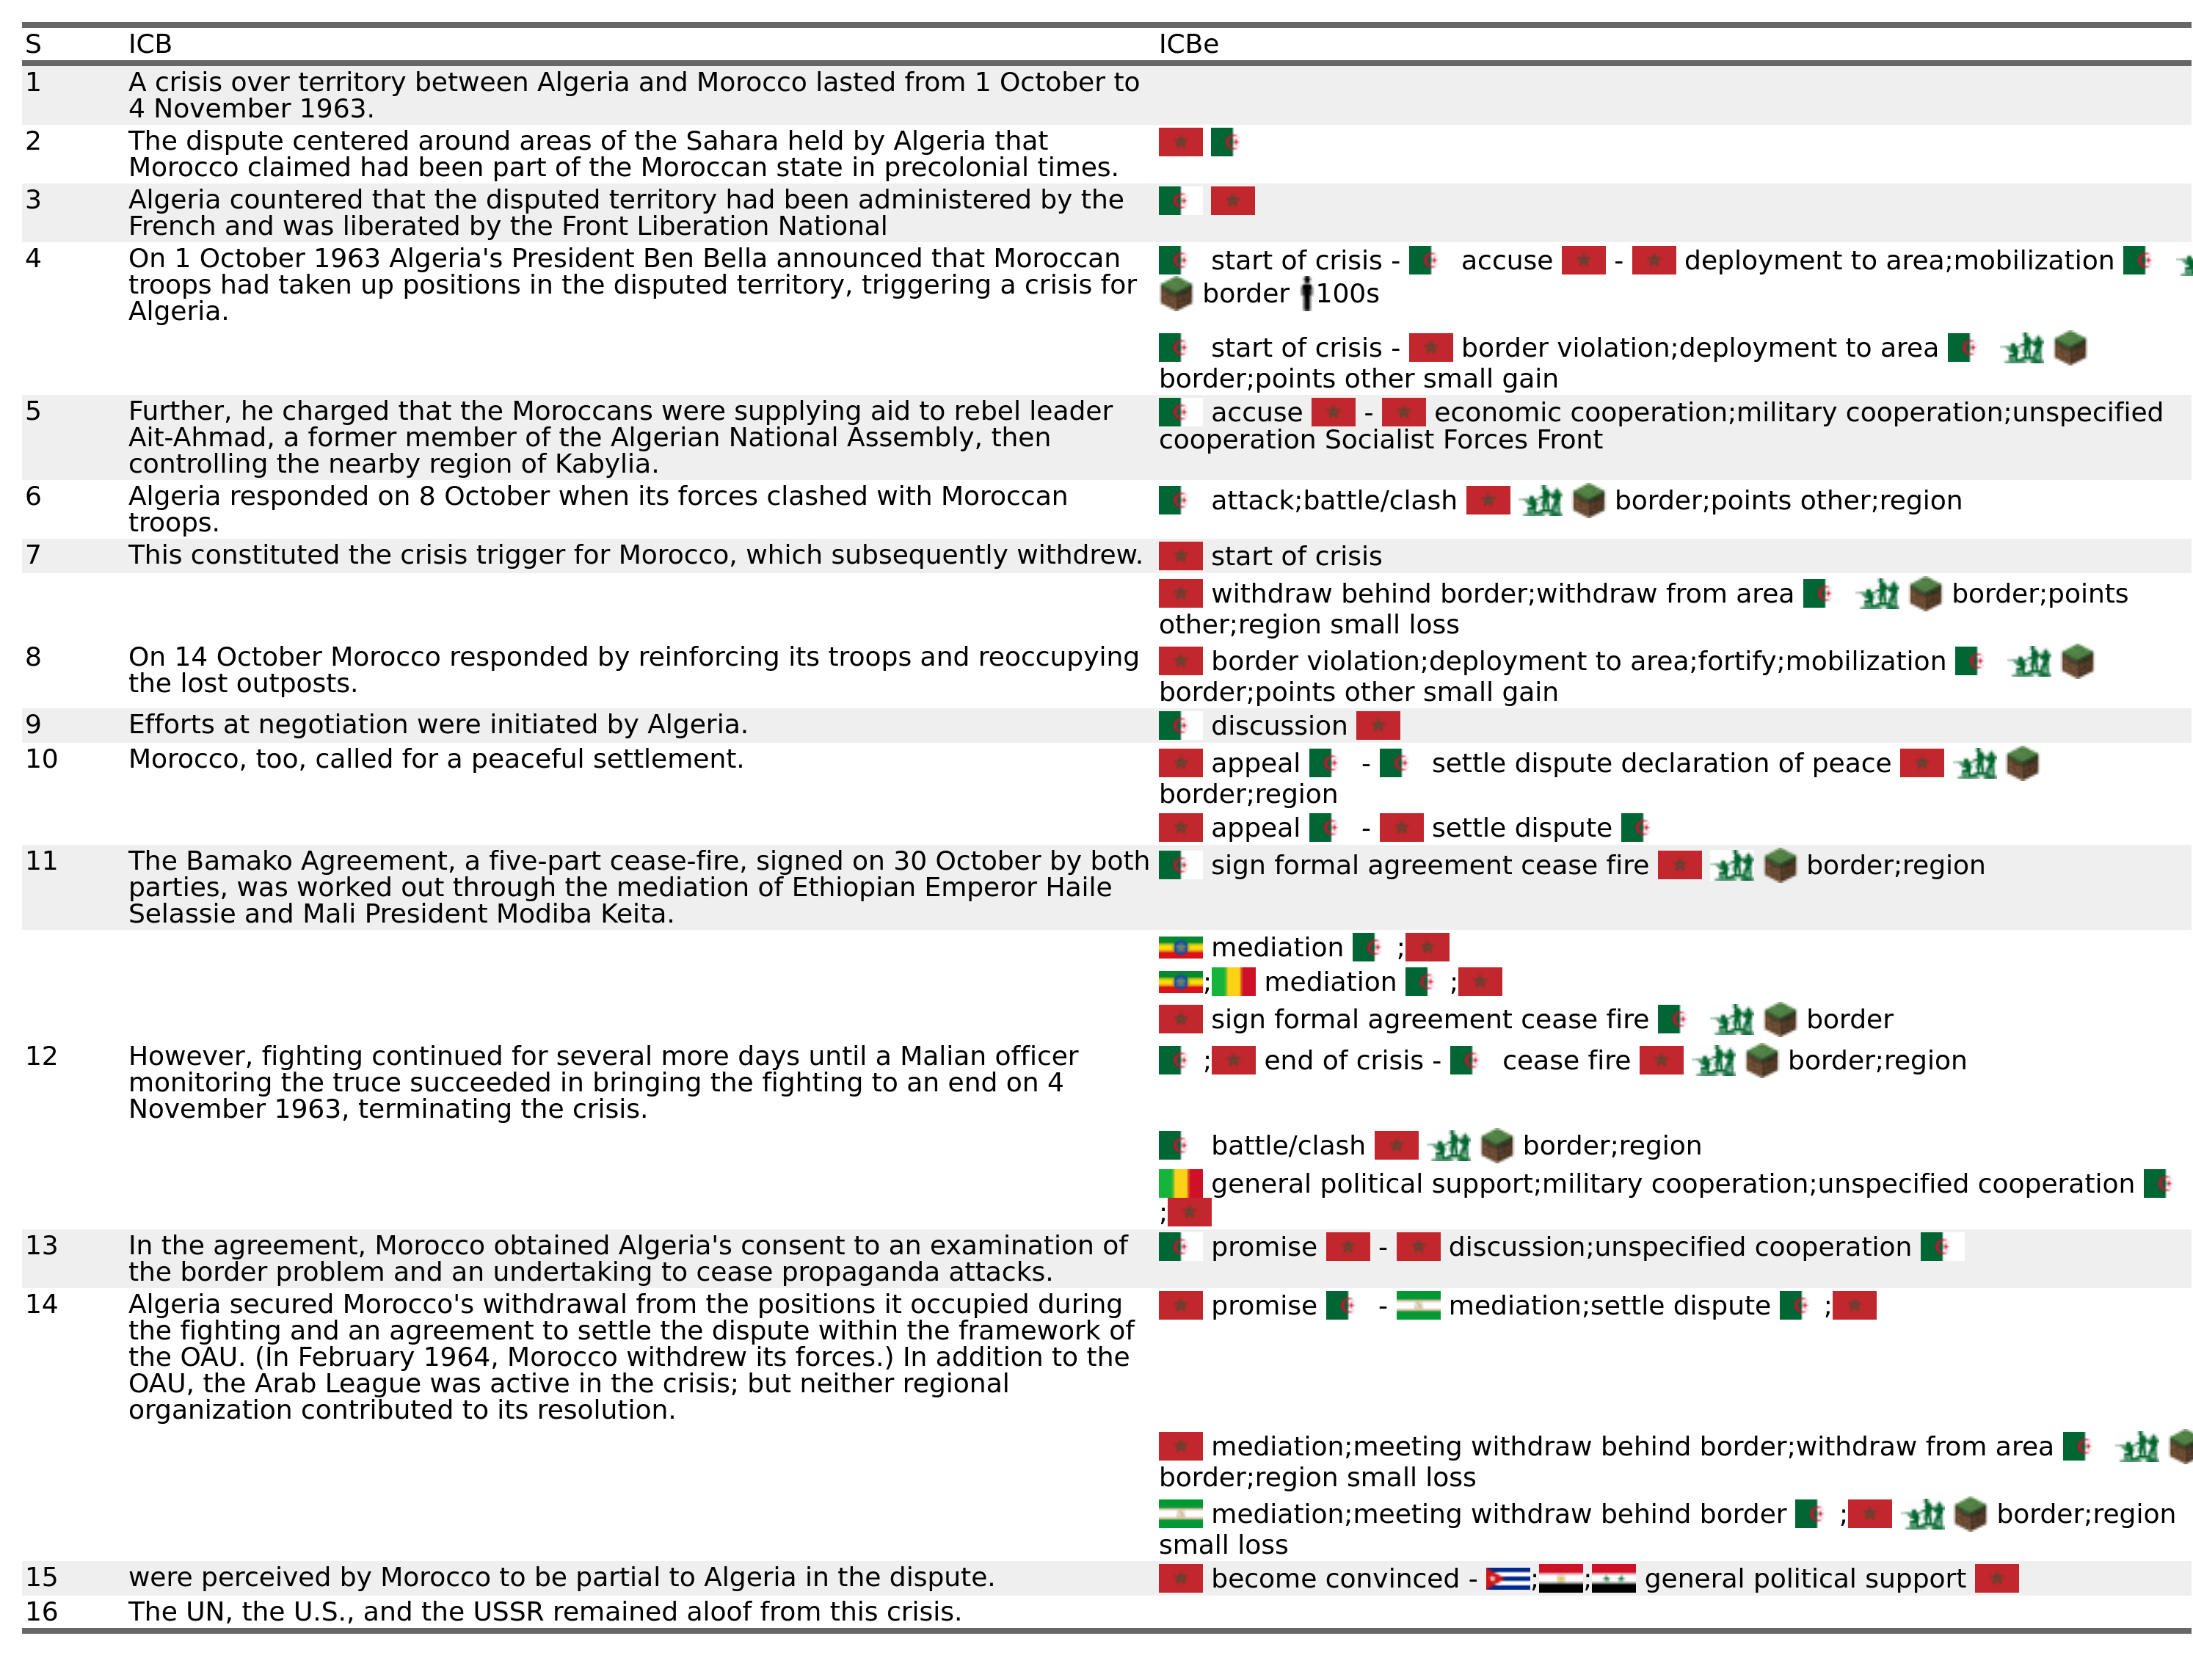 S ICB ICBe
1 A crisis over territory between Algeria and Morocco lasted from 1 October to
4 November 1963.
2 The dispute centered around areas of the Sahara held by Algeria that
Morocco claimed had been part of the Moroccan state in precolonial times.
3 Algeria countered that the disputed territory had been administered by the
French and was liberated by the Front Liberation National
4 On 1 October 1963 Algeria's President Ben Bella announced that Moroccan
troops had taken up positions in the disputed territory, triggering a crisis for
Algeria.
start of crisis - accuse - deployment to area;mobilization
border 100s
start of crisis - border violation;deployment to area
border;points other small gain
5 Further, he charged that the Moroccans were supplying aid to rebel leader
Ait-Ahmad, a former member of the Algerian National Assembly, then
controlling the nearby region of Kabylia.
accuse - economic cooperation;military cooperation;unspecified
cooperation Socialist Forces Front
6 Algeria responded on 8 October when its forces clashed with Moroccan
troops.
attack;battle/clash border;points other;region
7 This constituted the crisis trigger for Morocco, which subsequently withdrew.
start of crisis
withdraw behind border;withdraw from area border;points
other;region small loss
8 On 14 October Morocco responded by reinforcing its troops and reoccupying
the lost outposts.
border violation;deployment to area;fortify;mobilization
border;points other small gain
9 Efforts at negotiation were initiated by Algeria.
discussion
10 Morocco, too, called for a peaceful settlement.
appeal - settle dispute declaration of peace
border;region
appeal - settle dispute
11 The Bamako Agreement, a five-part cease-fire, signed on 30 October by both
parties, was worked out through the mediation of Ethiopian Emperor Haile
Selassie and Mali President Modiba Keita.
sign formal agreement cease fire border;region
mediation ;
; mediation ;
sign formal agreement cease fire border
12 However, fighting continued for several more days until a Malian officer
monitoring the truce succeeded in bringing the fighting to an end on 4
November 1963, terminating the crisis.
; end of crisis - cease fire border;region
battle/clash border;region
general political support;military cooperation;unspecified cooperation
;
13 In the agreement, Morocco obtained Algeria's consent to an examination of
the border problem and an undertaking to cease propaganda attacks.
promise - discussion;unspecified cooperation
14 Algeria secured Morocco's withdrawal from the positions it occupied during
the fighting and an agreement to settle the dispute within the framework of
the OAU. (In February 1964, Morocco withdrew its forces.) In addition to the
OAU, the Arab League was active in the crisis; but neither regional
organization contributed to its resolution.
promise - mediation;settle dispute ;
mediation;meeting withdraw behind border;withdraw from area
border;region small loss
mediation;meeting withdraw behind border ; border;region
small loss
15 were perceived by Morocco to be partial to Algeria in the dispute.
become convinced - ; ; general political support
16 The UN, the U.S., and the USSR remained aloof from this crisis.